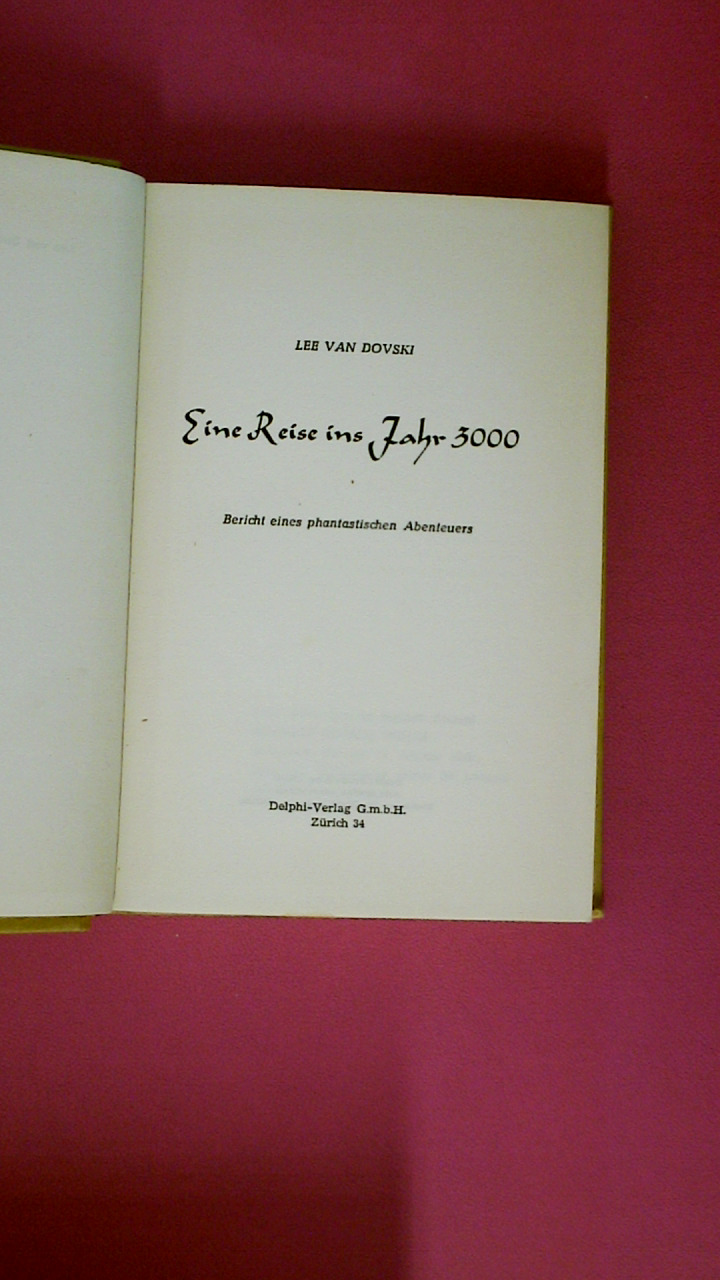 LEE VAN DOVSKI
Eine Reise ins Jahr 3000
Bericht eines phantastischen Abenteuers
Delphi-Verlag G.m.b.H.
Zürich 34